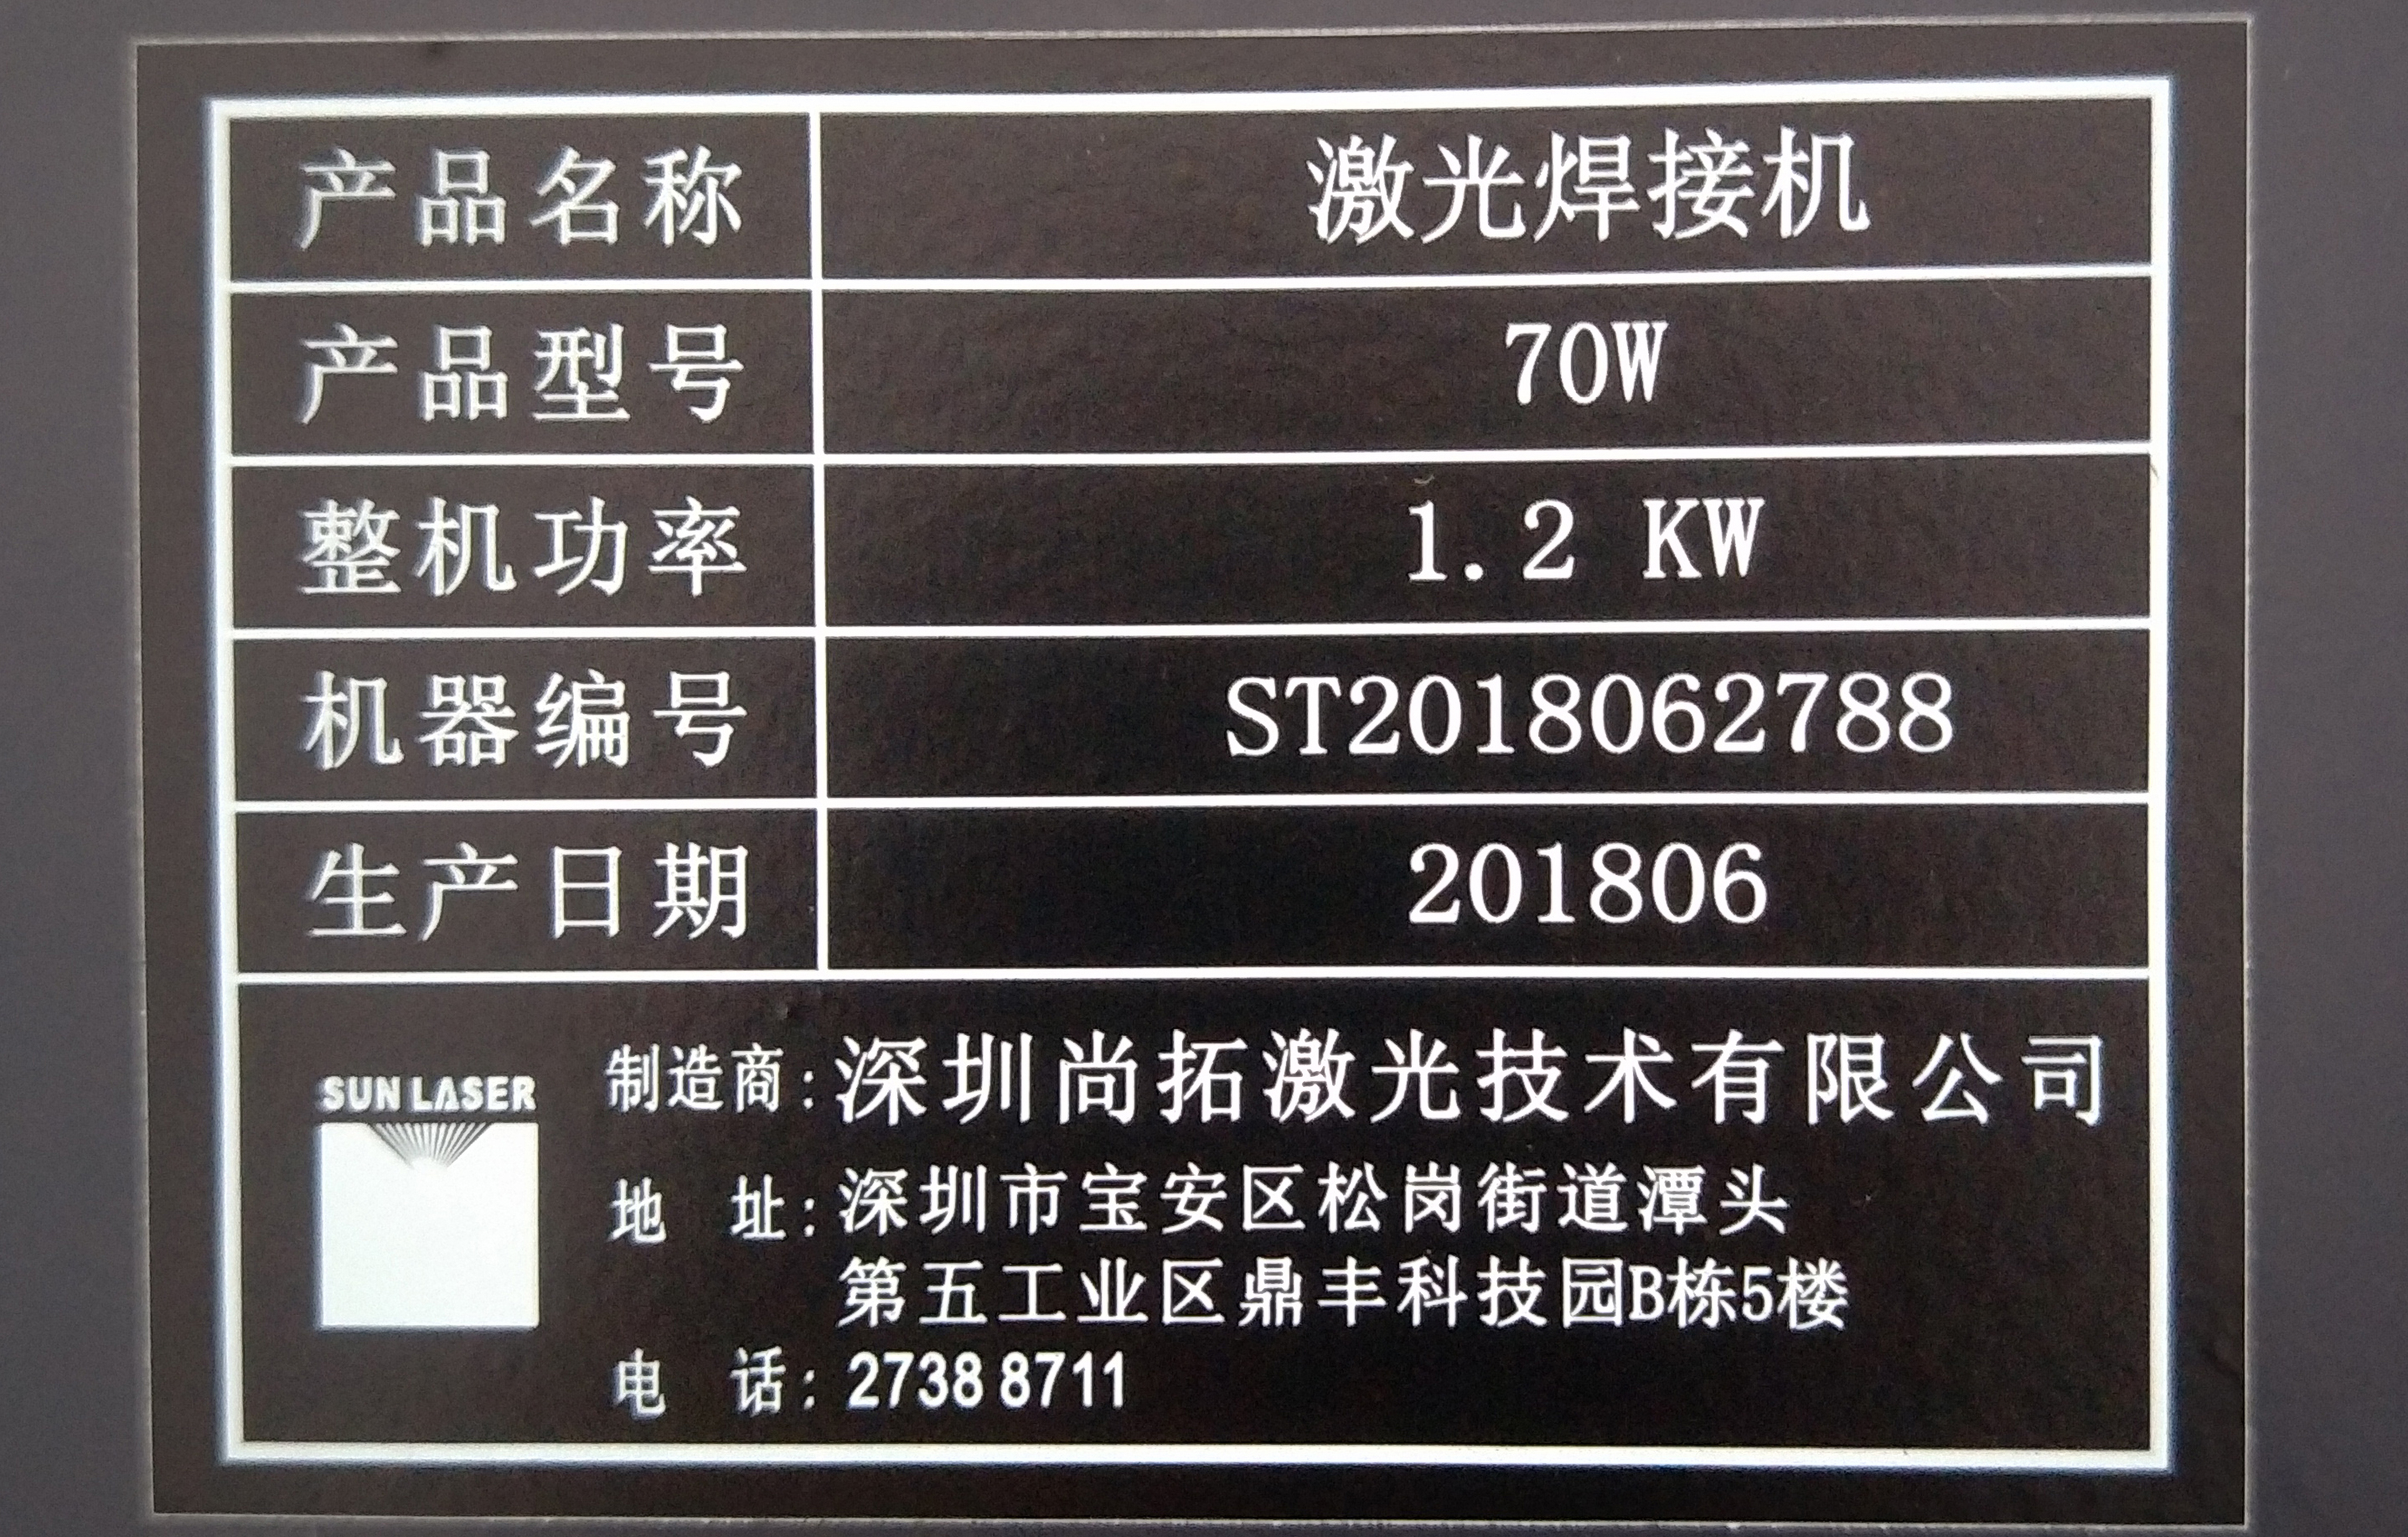 产品名称 激光焊接机
产品型号 70W
整机功率 1.2 KW
机器编号 ST2018062788
生产日期 201806
SUN LASER
制造商:深圳尚拓激光技术有限公司
地 址:深圳市宝安区松岗街道潭头
第五工业区鼎丰科技园B栋5楼
电 话:2738 8711